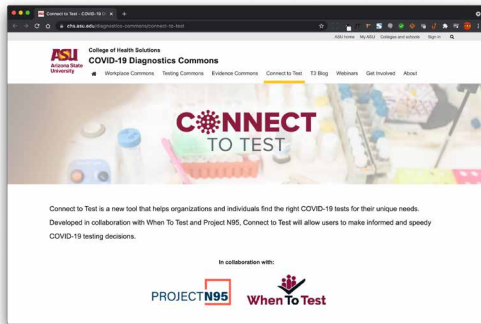 Connect to Test - COVID-19 D
chs.asu.edu/diagnostics-commons/connect-to-test
ASU home My ASU Colleges and schools Sign in
ASU
Arizona State
University
College of Health Solutions
COVID-19 Diagnostics Commons
Workplace Commons Testing Commons Evidence Commons Connect to Test T3 Blog Webinars Get Involved About
CONNECT
TO TEST
Connect to Test is a new tool that helps organizations and individuals find the right COVID-19 tests for their unique needs.
Developed in collaboration with When To Test and Project N95, Connect to Test will allow users to make informed and speedy
COVID-19 testing decisions.
In collaboration with:
PROJECT N95
When To Test